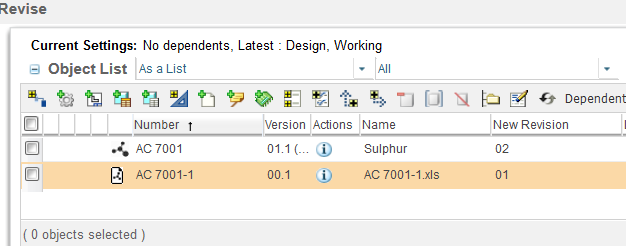 Revise
Current Settings: No dependents, Latest : Design, Working
Object List As a List All
Dependent
Number Version Actions Name New Revision
AC 7001 01.1 (... Sulphur 02
AC 7001-1 00.1 AC 7001-1.xls 01
( 0 objects selected )